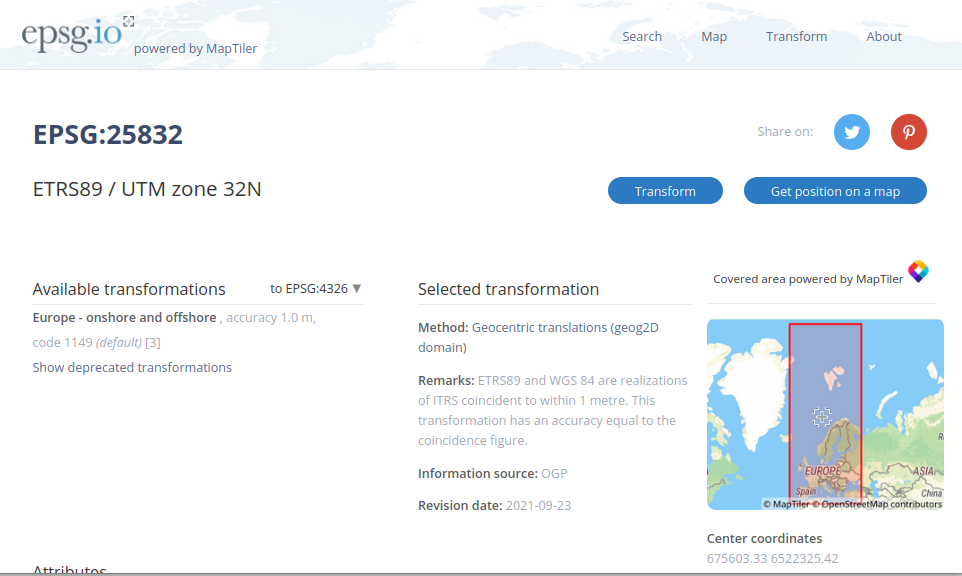 epsg.io
powered by MapTiler
Search
Map
Transform
About
EPSG:25832
Share on:
ETRS89 / UTM zone 32N
Transform
Get position on a map
Available transformations
to EPSG:4326 ▼
Europe - onshore and offshore , accuracy 1.0 m,
code 1149 (default) [3]
Show deprecated transformations
Selected transformation
Method: Geocentric translations (geog2D
domain)
Remarks: ETRS89 and WGS 84 are realizations
of ITRS coincident to within 1 metre. This
transformation has an accuracy equal to the
coincidence figure.
Information source: OGP
Revision date: 2021-09-23
Covered area powered by MapTiler
EUROPE
ASIA
Spain
China
© MapTiler © OpenStreetMap contributors
Center coordinates
675603.33 6522325.42
Attributes